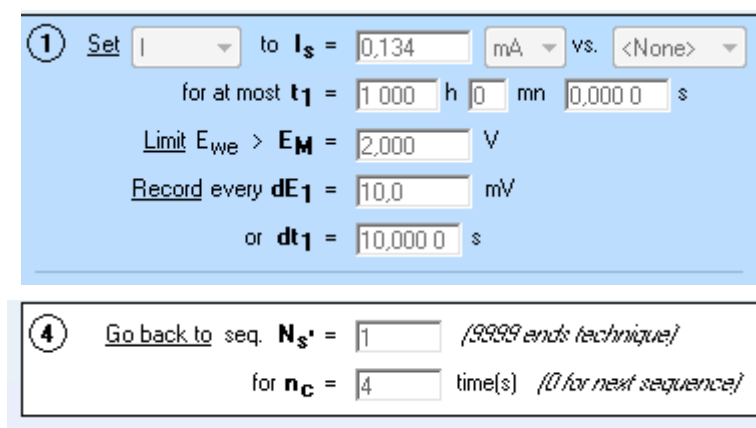 1 Set I to Is = 0,134 mA vs. <None>
for at most t1 = 1 000 h 0 mn 0,000 0 s
Limit Ewe > EM = 2,000 V
Record every dE1 = 10,0 mV
or dt1 = 10,000 0 s
4 Go back to seq. Ns' = 1 (9999 ends technique)
for nc = 4 time(s) (0 for next sequence)